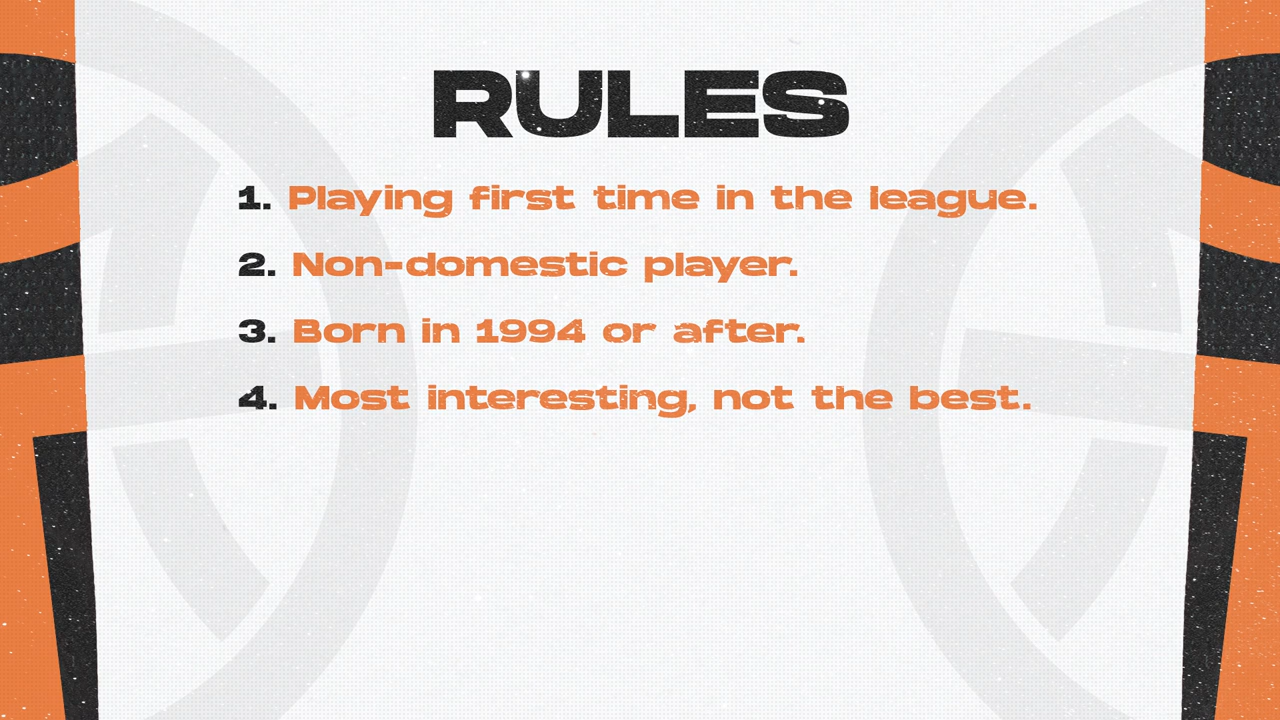 RULES
1. Playing first time in the league.
2. Non-domestic player.
3. Born in 1994 or after.
4. Most interesting, not the best.